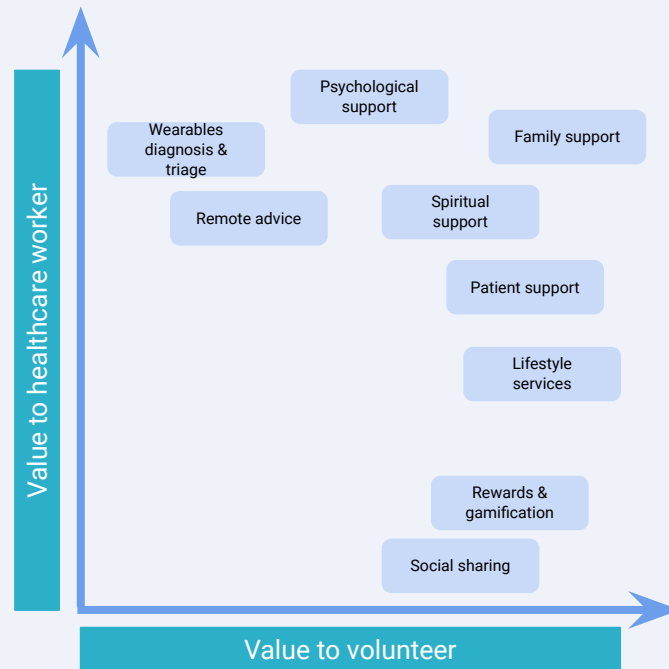 Psychological
support
Wearables
diagnosis &
triage
Family support
Remote advice
Spiritual
support
Patient support
Lifestyle
services
Rewards &
gamification
Social sharing
Value to healthcare worker
Value to volunteer